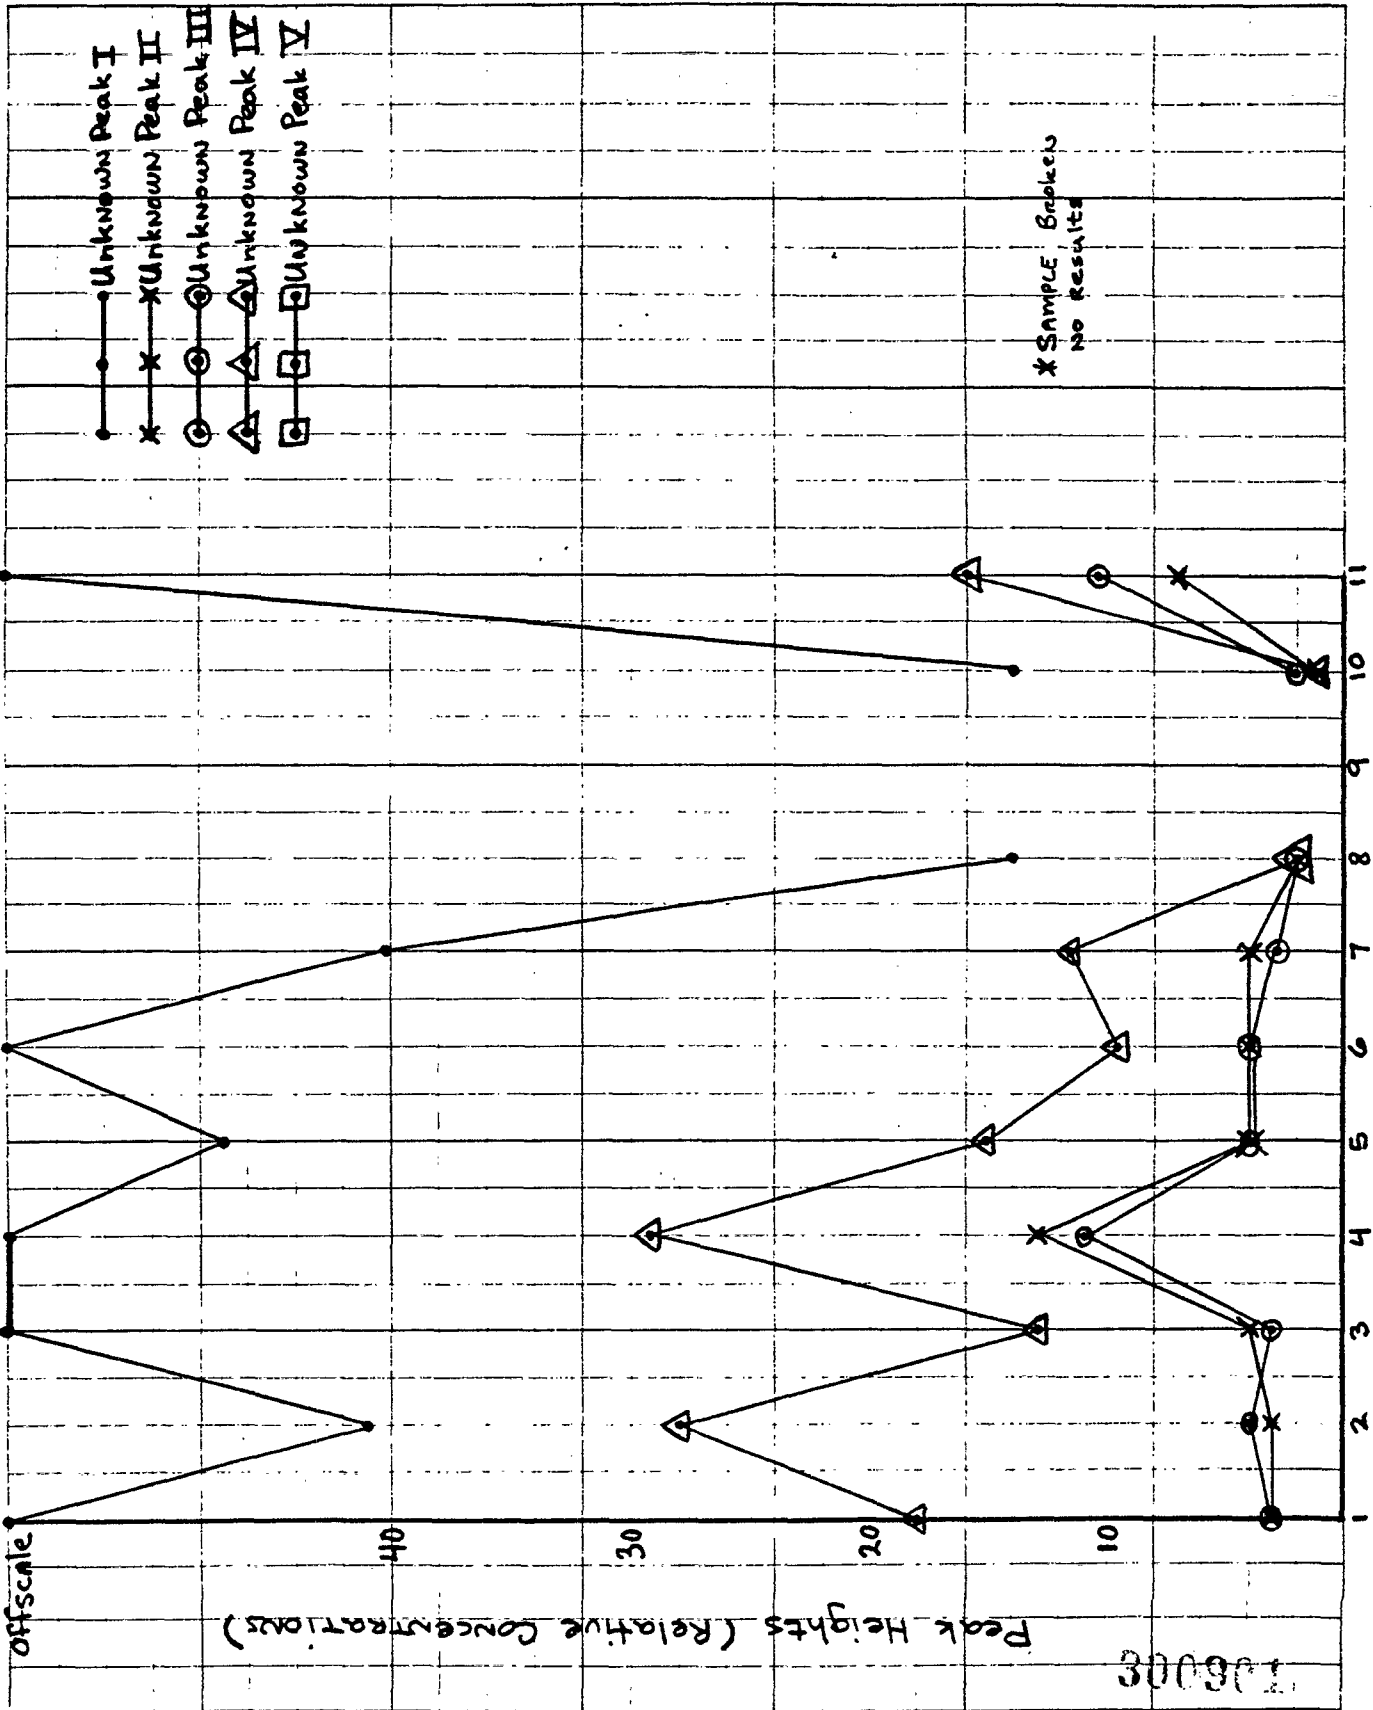 Offscale
40
30
20
10
Peak Heights (Relative Concentrations)
Unknown Peak I
Unknown Peak II
Unknown Peak III
Unknown Peak IV
Unknown Peak V
* SAMPLE Broken
No Results
1 2 3 4 5 6 7 8 9 10 11